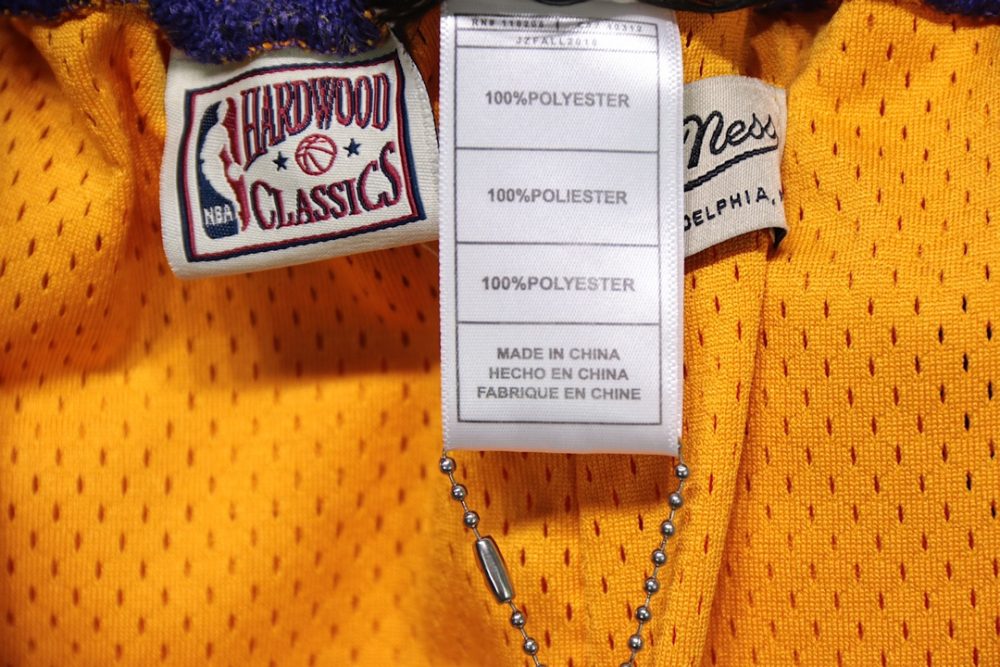 HARDWOOD
CLASSICS
NBA
JZFALL2016
100%POLYESTER
100%POLIESTER
100%POLYESTER
MADE IN CHINA
HECHO EN CHINA
FABRIQUE EN CHINE
Ness
DELPHIA,